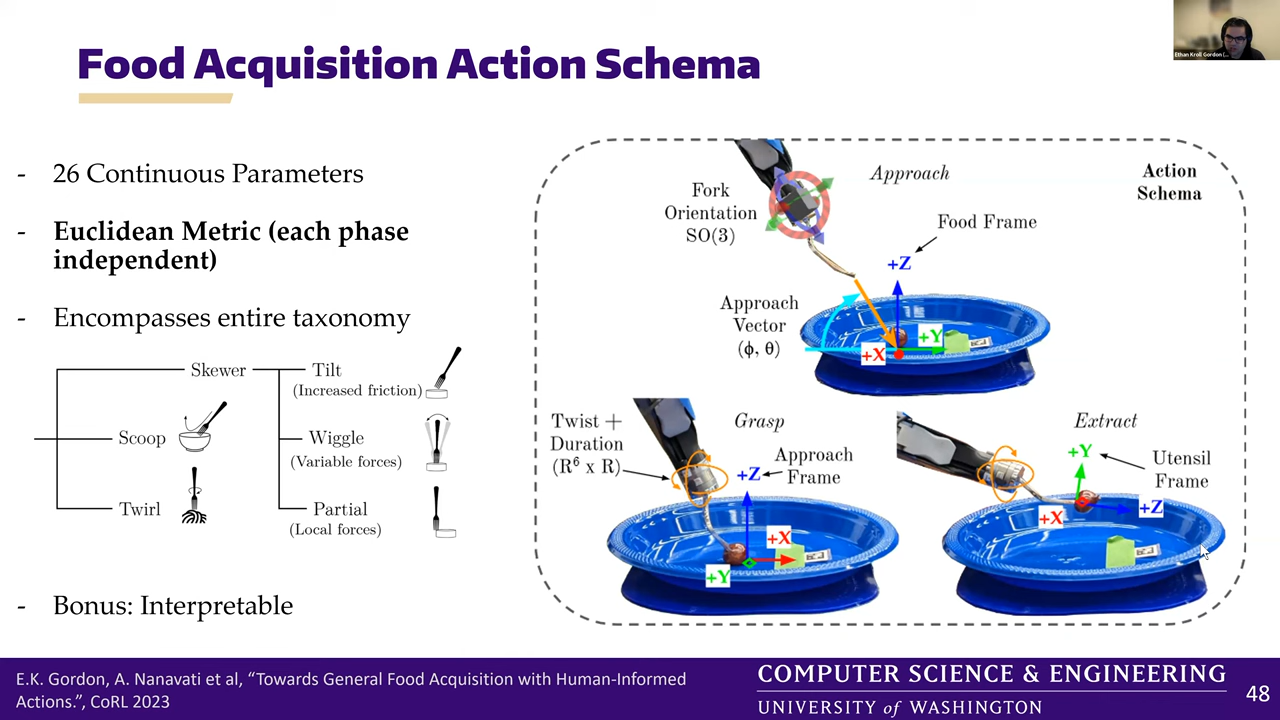 Food Acquisition Action Schema
Ethan Kroll Gordon (...
- 26 Continuous Parameters
- Euclidean Metric (each phase
independent)
- Encompasses entire taxonomy
Skewer
Tilt
(Increased friction)
Scoop
Wiggle
(Variable forces)
Twirl
Partial
(Local forces)
- Bonus: Interpretable
Approach
Action
Schema
Fork
Orientation
SO(3)
Food Frame
+Z
Approach
Vector
(ϕ, θ)
+Y
+X
Twist +
Duration
(R⁶ x R)
Grasp
Approach
Frame
+Z
+X
+Y
Extract
Utensil
Frame
+Y
+X
+Z
E.K. Gordon, A. Nanavati et al, “Towards General Food Acquisition with Human-Informed
Actions.”, CoRL 2023
COMPUTER SCIENCE & ENGINEERING
UNIVERSITY of WASHINGTON
48